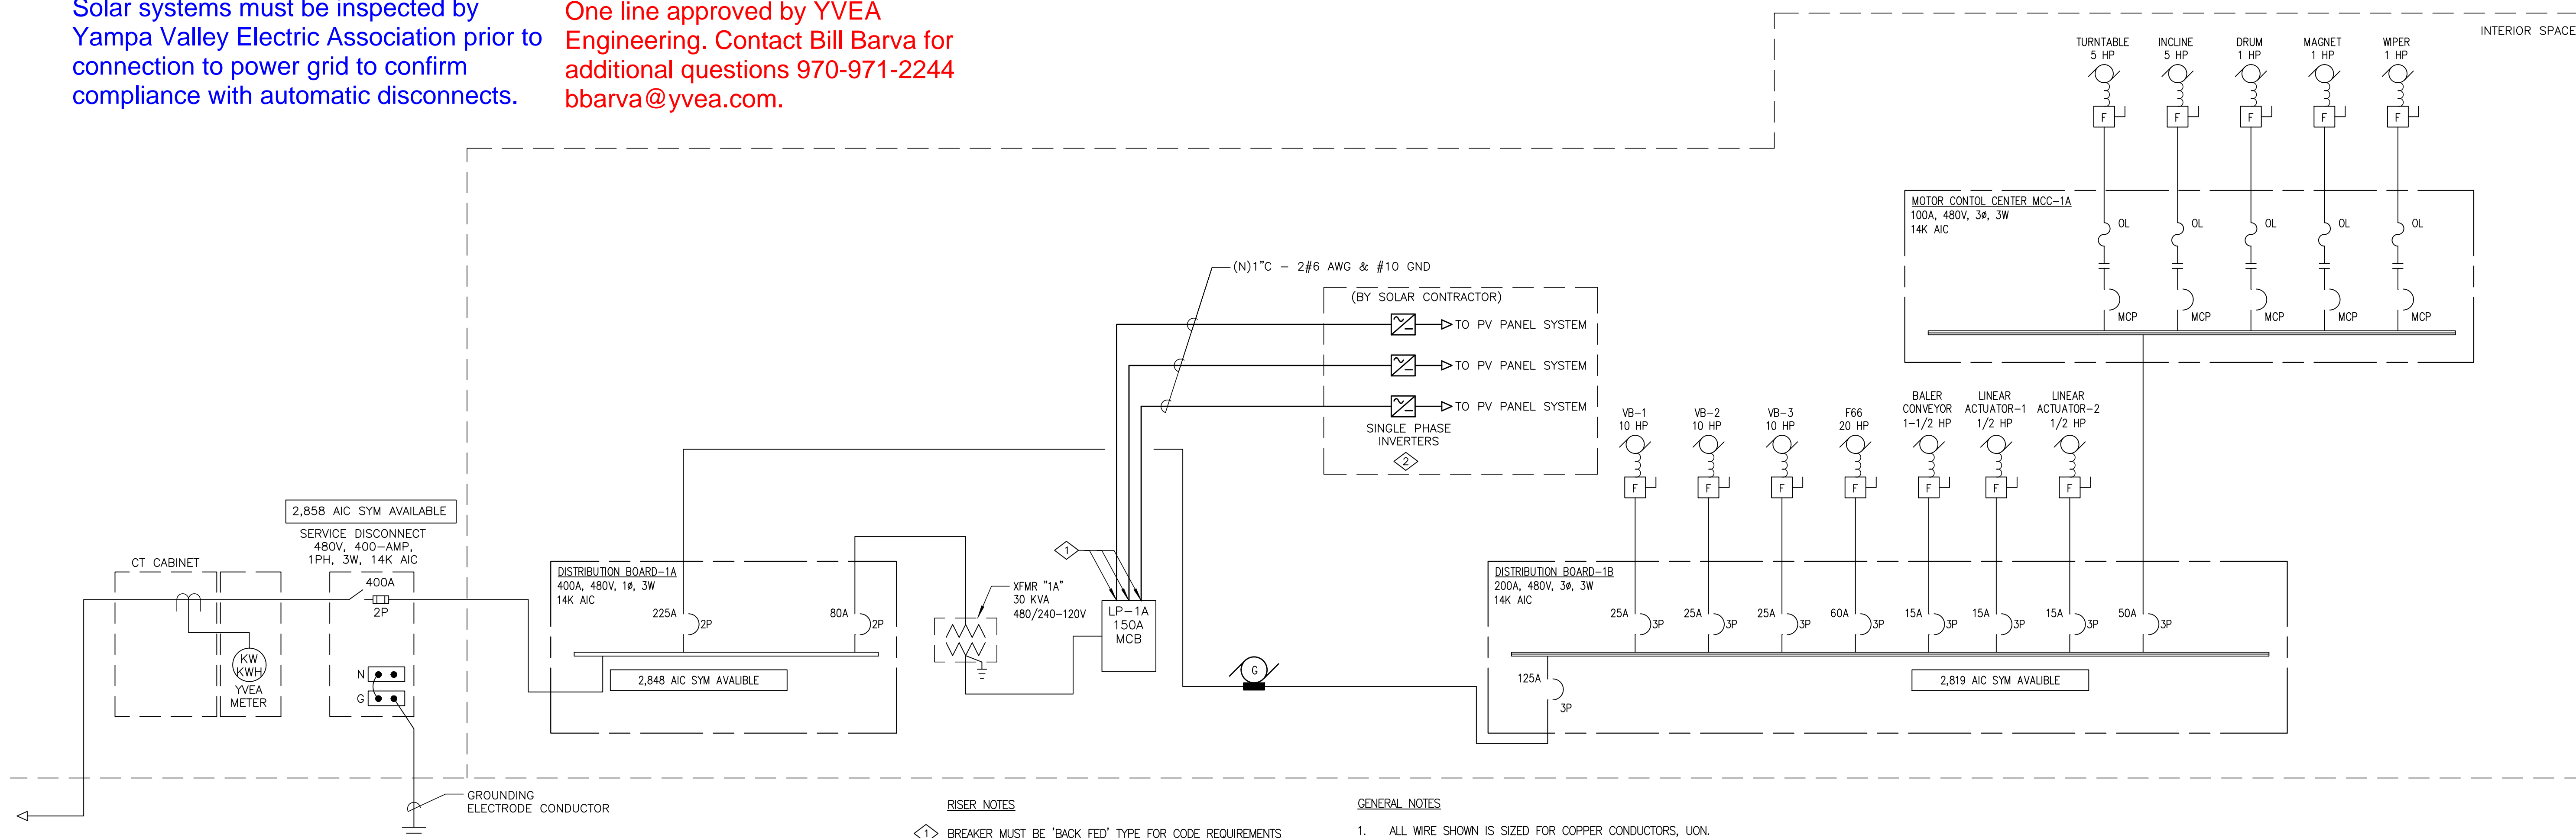 Solar systems must be inspected by
Yampa Valley Electric Association prior to
connection to power grid to confirm
compliance with automatic disconnects.
One line approved by YVEA
Engineering. Contact Bill Barva for
additional questions 970-971-2244
bbarva@yvea.com.
INTERIOR SPACE
TURNTABLE
5 HP
INCLINE
5 HP
DRUM
1 HP
MAGNET
1 HP
WIPER
1 HP
F
F
F
F
F
MOTOR CONTOL CENTER MCC-1A
100A, 480V, 3ø, 3W
14K AIC
OL
OL
OL
OL
OL
MCP
MCP
MCP
MCP
MCP
(N)1"C - 2#6 AWG & #10 GND
(BY SOLAR CONTRACTOR)
TO PV PANEL SYSTEM
TO PV PANEL SYSTEM
TO PV PANEL SYSTEM
SINGLE PHASE
INVERTERS
2
VB-1
10 HP
VB-2
10 HP
VB-3
10 HP
F66
20 HP
BALER
CONVEYOR
1-1/2 HP
LINEAR
ACTUATOR-1
1/2 HP
LINEAR
ACTUATOR-2
1/2 HP
F
F
F
F
F
F
F
2,858 AIC SYM AVAILABLE
SERVICE DISCONNECT
480V, 400-AMP,
1PH, 3W, 14K AIC
CT CABINET
400A
2P
KW
KWH
YVEA
METER
N
G
DISTRIBUTION BOARD-1A
400A, 480V, 1ø, 3W
14K AIC
225A
2P
80A
2P
2,848 AIC SYM AVALIBLE
XFMR "1A"
30 KVA
480/240-120V
1
LP-1A
150A
MCB
G
DISTRIBUTION BOARD-1B
200A, 480V, 3ø, 3W
14K AIC
25A
3P
25A
3P
25A
3P
60A
3P
15A
3P
15A
3P
15A
3P
50A
3P
125A
3P
2,819 AIC SYM AVALIBLE
GROUNDING
ELECTRODE CONDUCTOR
RISER NOTES
1 BREAKER MUST BE 'BACK FED' TYPE FOR CODE REQUIREMENTS
GENERAL NOTES
1. ALL WIRE SHOWN IS SIZED FOR COPPER CONDUCTORS, UON.